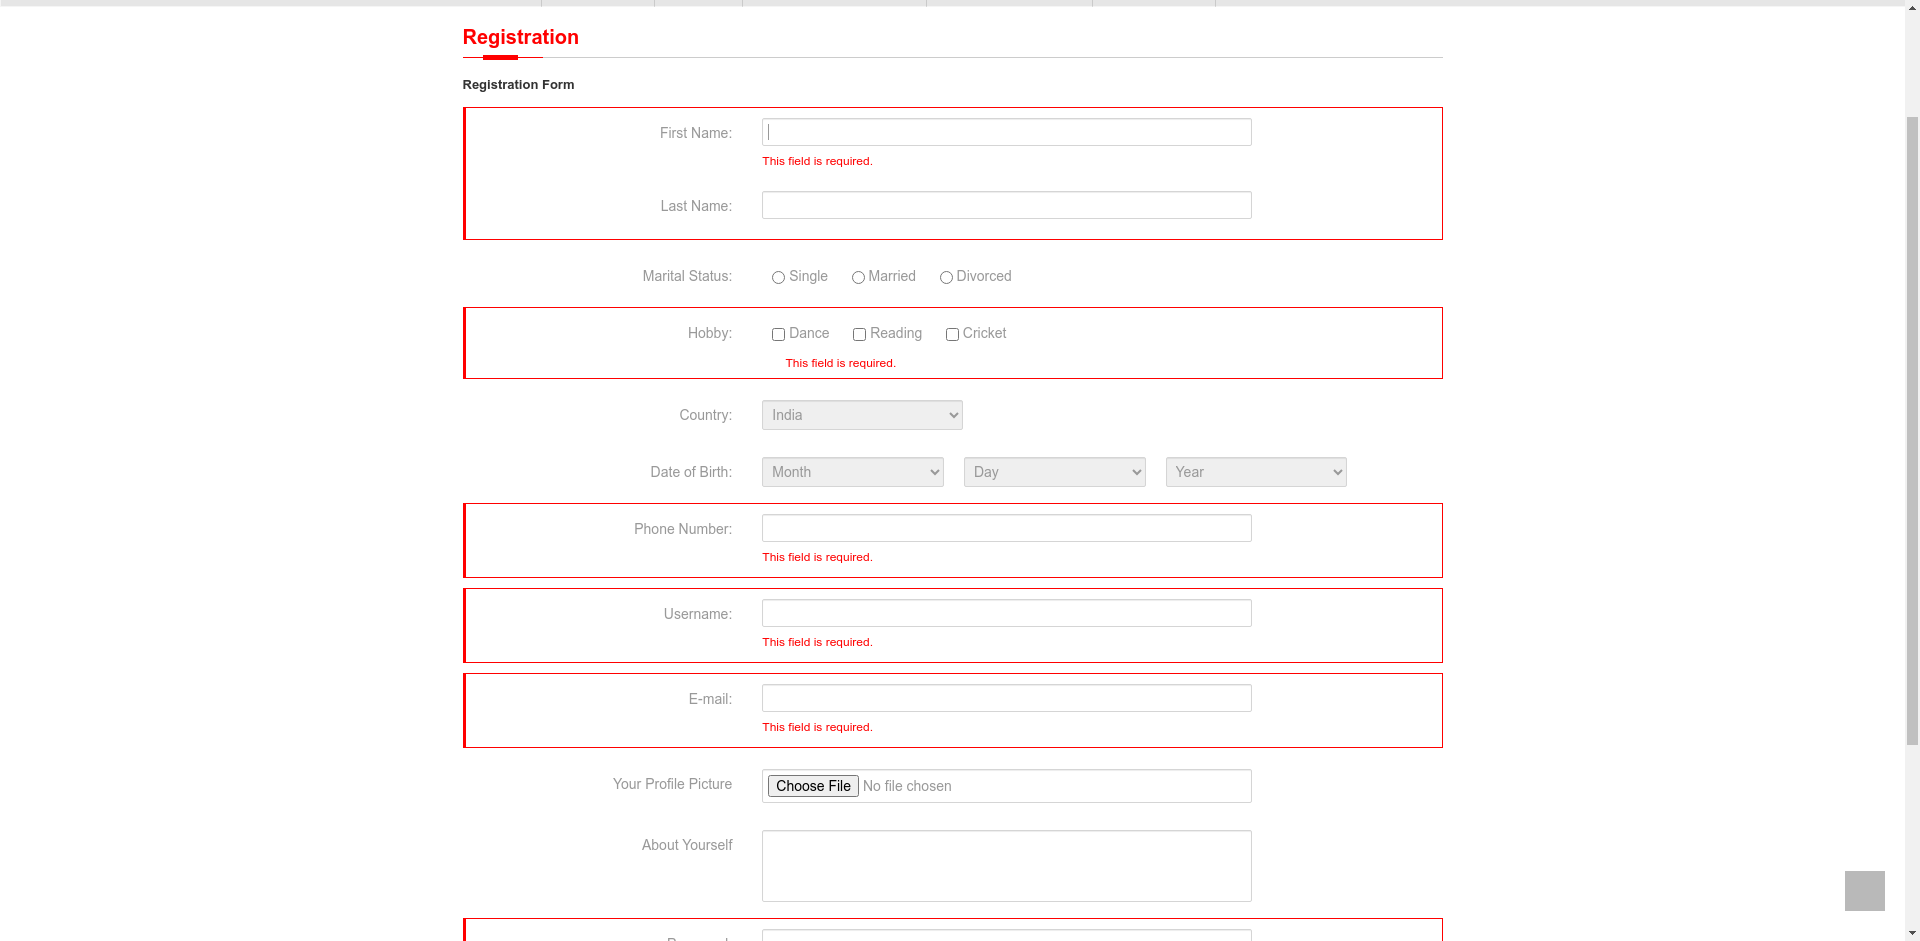 Registration
Registration Form
First Name:
This field is required.
Last Name:
Marital Status: Single Married Divorced
Hobby: Dance Reading Cricket
This field is required.
Country: India
Date of Birth: Month Day Year
Phone Number:
This field is required.
Username:
This field is required.
E-mail:
This field is required.
Your Profile Picture Choose File No file chosen
About Yourself